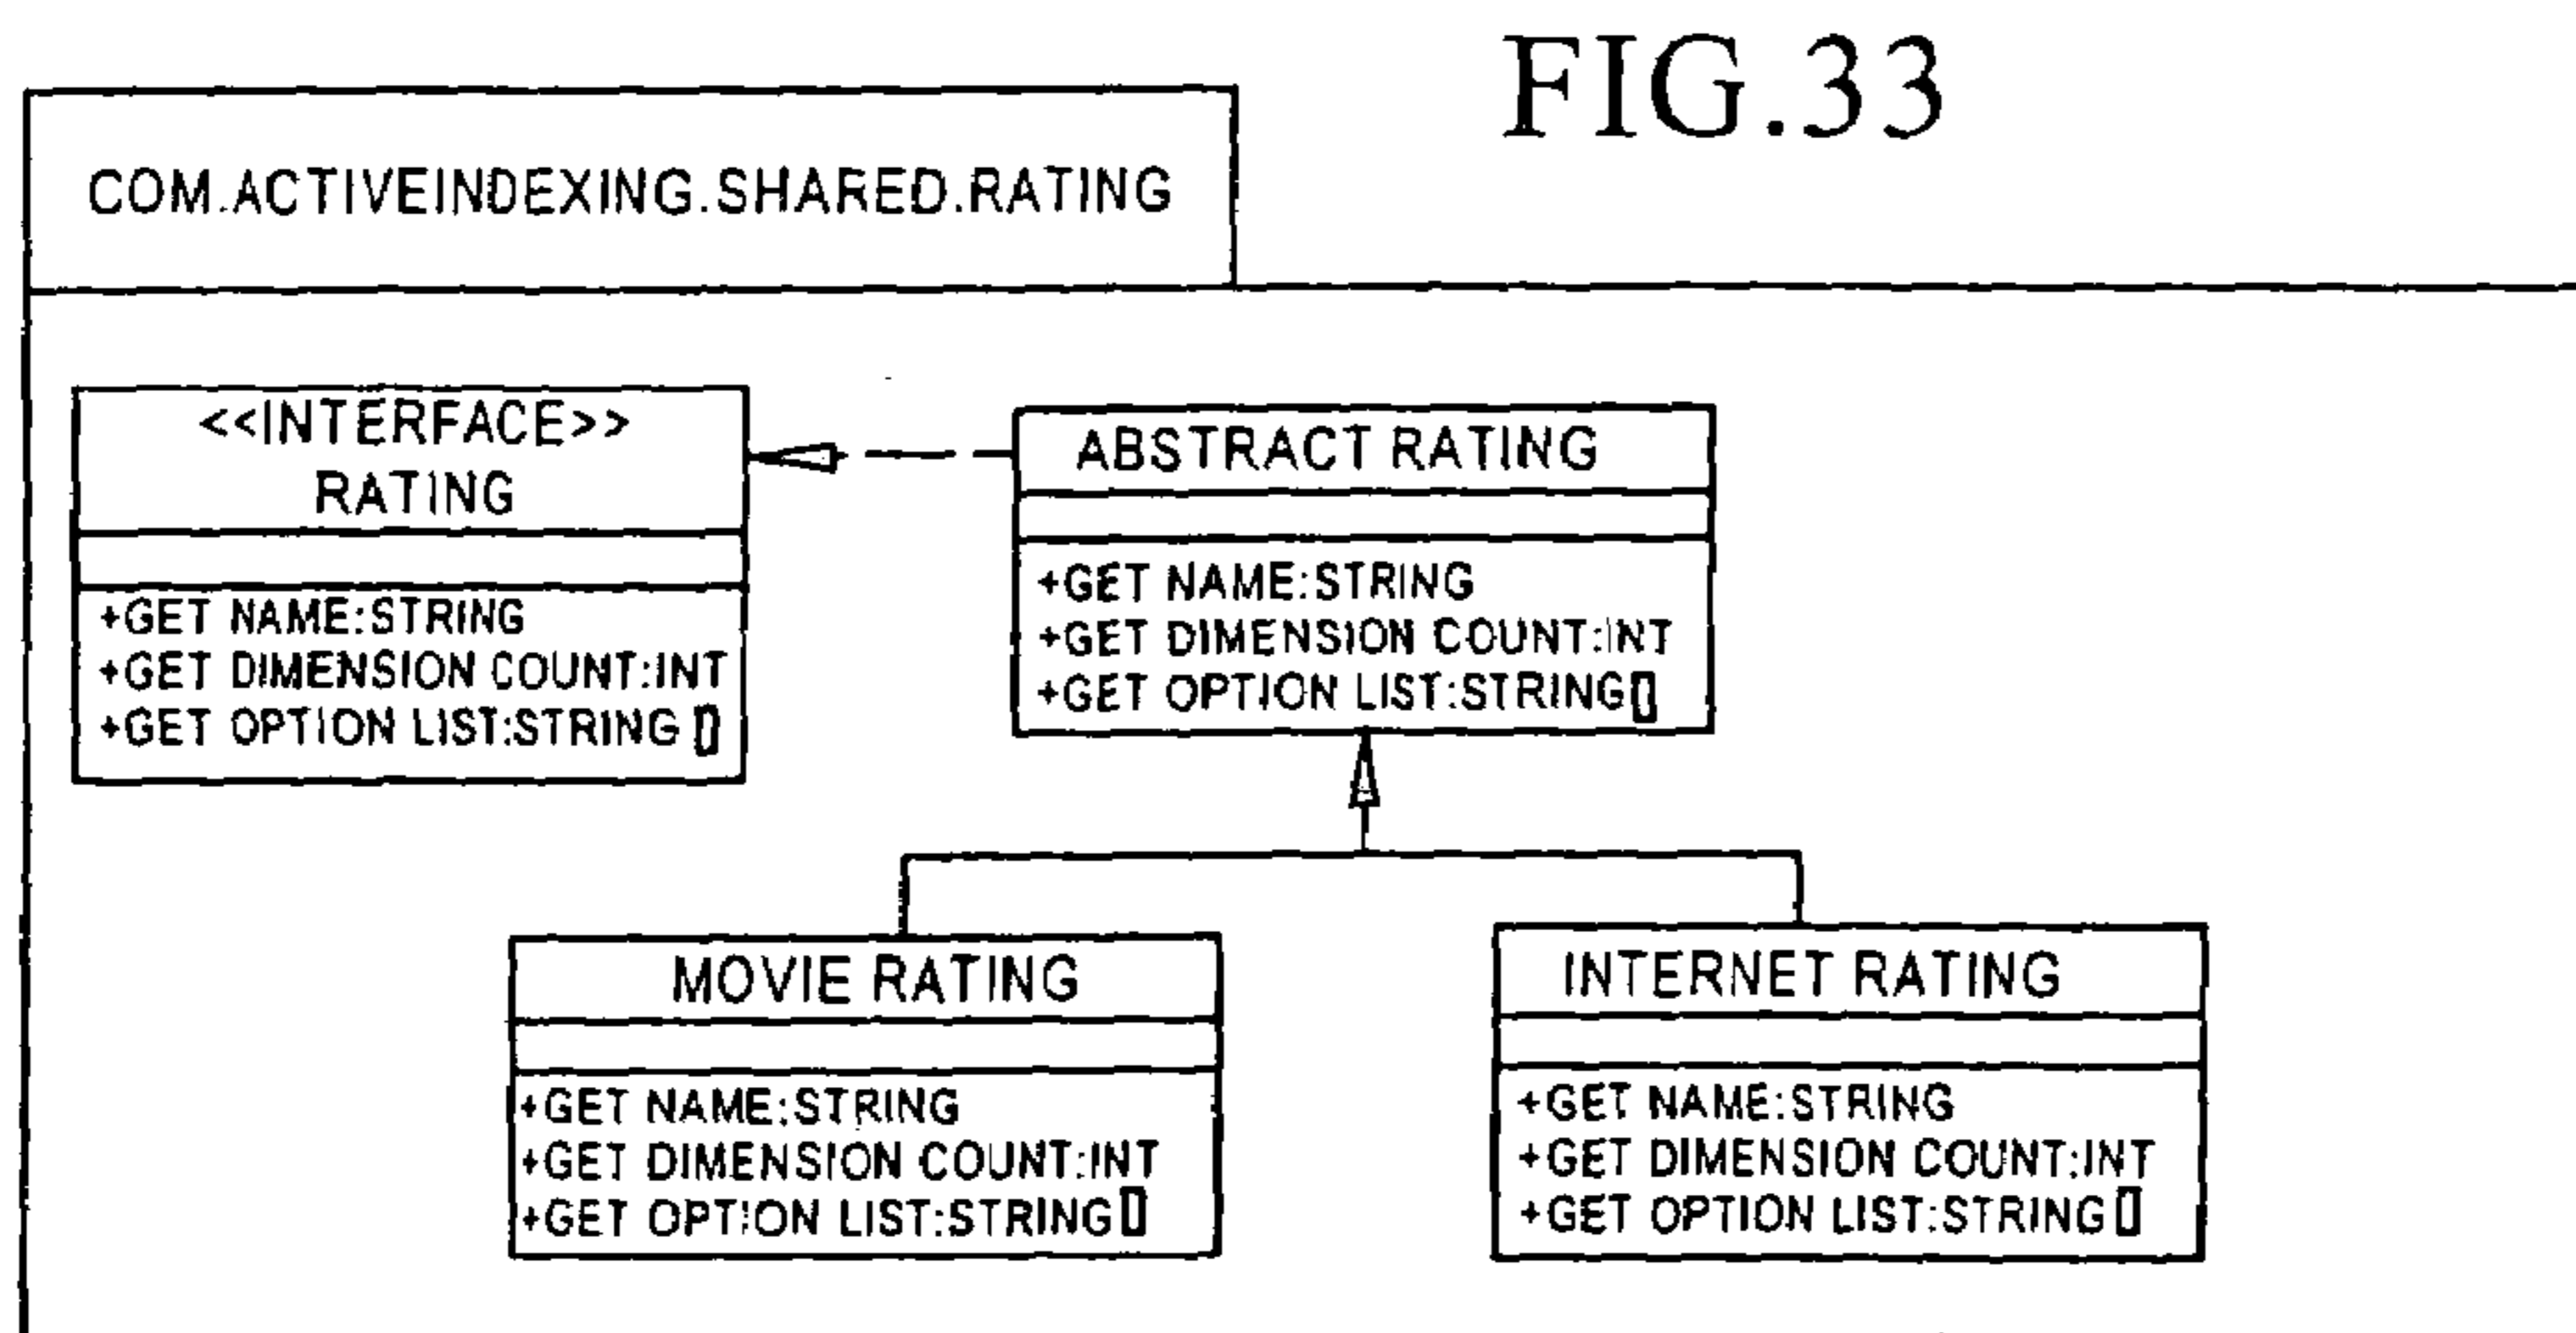 FIG.33
COM.ACTIVEINDEXING.SHARED.RATING
<<INTERFACE>>
RATING
+GET NAME:STRING
+GET DIMENSION COUNT:INT
+GET OPTION LIST:STRING []
ABSTRACT RATING
+GET NAME:STRING
+GET DIMENSION COUNT:INT
+GET OPTION LIST:STRING[]
MOVIE RATING
+GET NAME:STRING
+GET DIMENSION COUNT:INT
+GET OPTION LIST:STRING[]
INTERNET RATING
+GET NAME:STRING
+GET DIMENSION COUNT:INT
+GET OPTION LIST:STRING[]